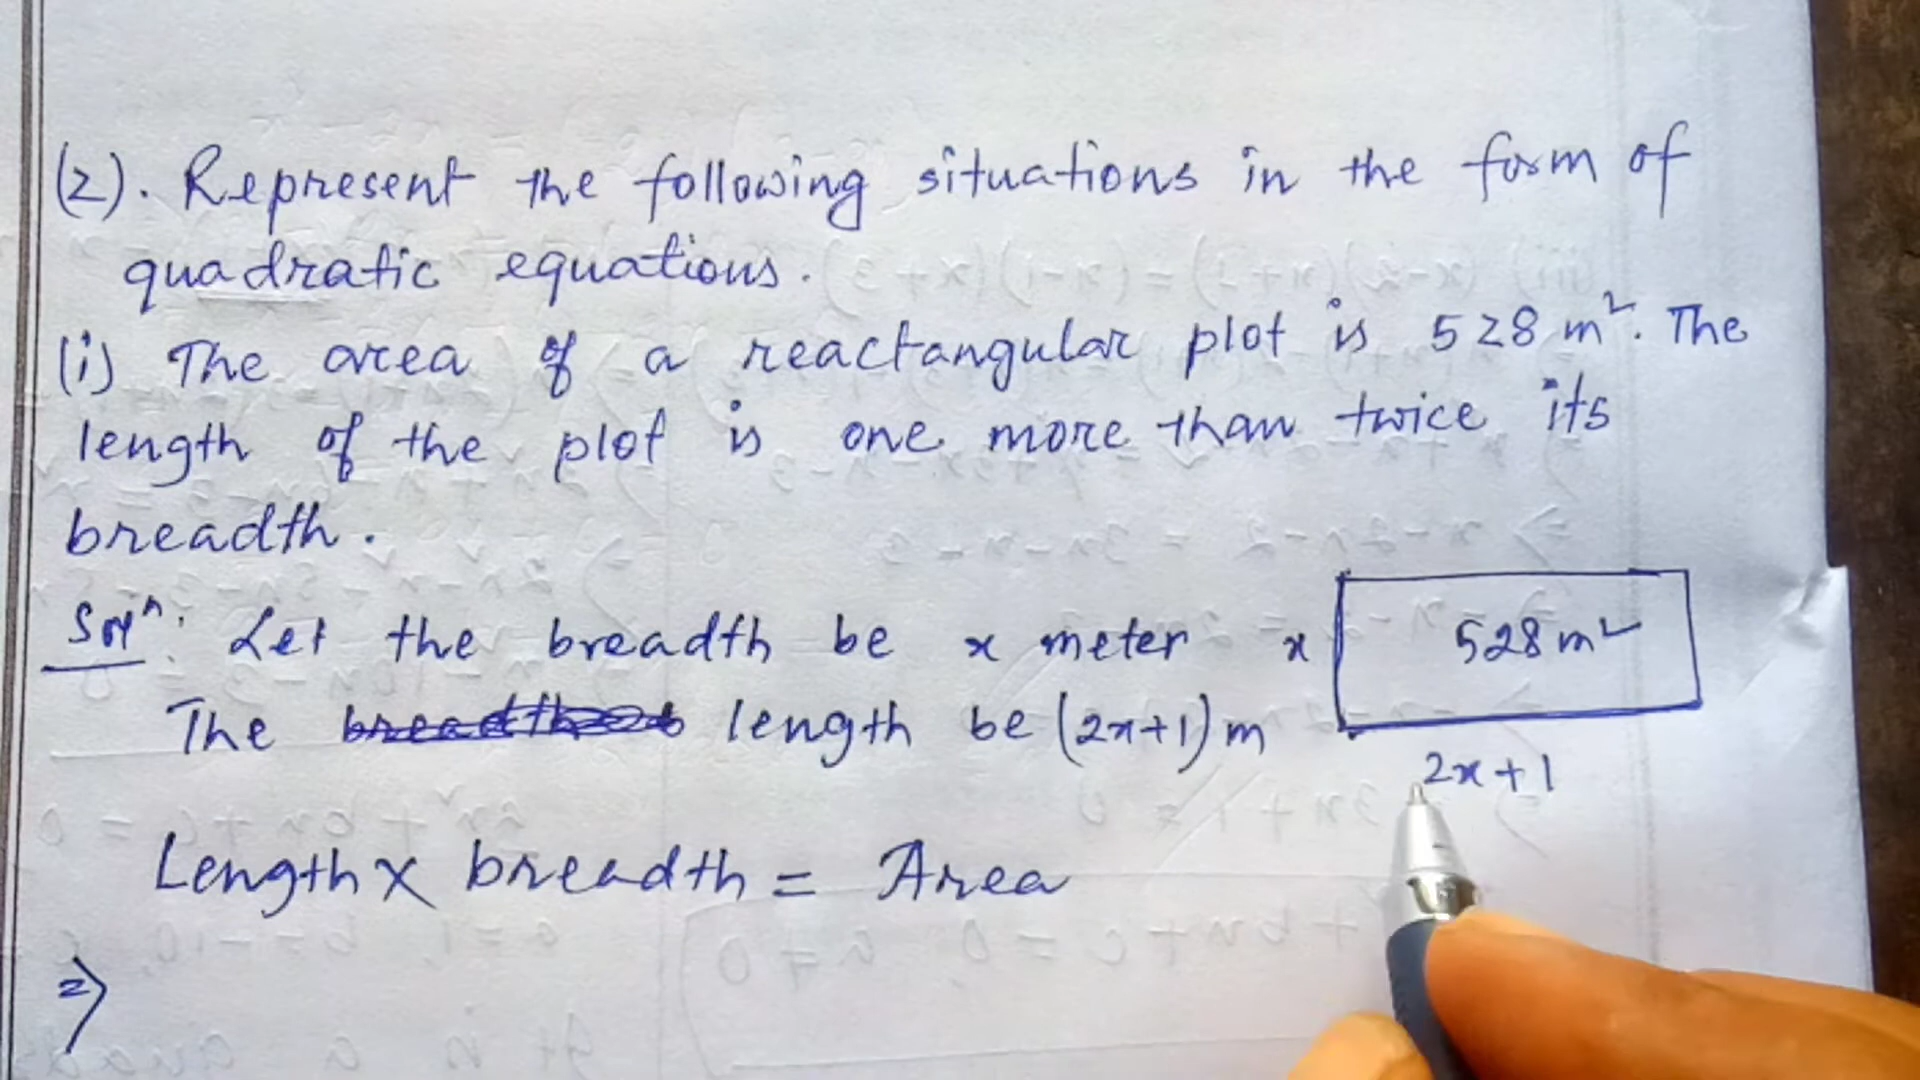 (2). Represent the following situations in the form of
quadratic equations.
(i) The area of a reactangular plot is 528 m². The
length of the plot is one more than twice its
breadth.
Solⁿ: Let the breadth be x meter
x 528 m²
The length be (2x+1) m
2x+1
Length x breadth = Area
=>